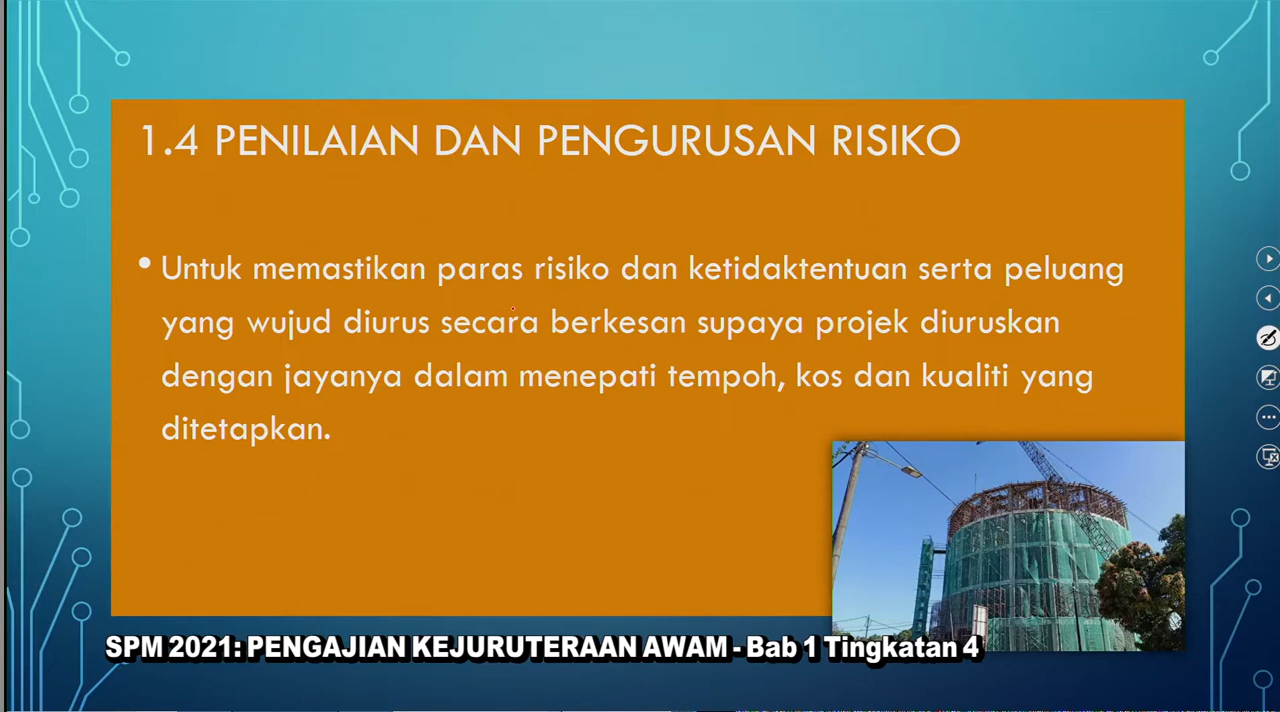 1.4 PENILAIAN DAN PENGURUSAN RISIKO
• Untuk memastikan paras risiko dan ketidaktentuan serta peluang
yang wujud diurus secara berkesan supaya projek diuruskan
dengan jayanya dalam menepati tempoh, kos dan kualiti yang
ditetapkan.
SPM 2021: PENGAJIAN KEJURUTERAAN AWAM - Bab 1 Tingkatan 4